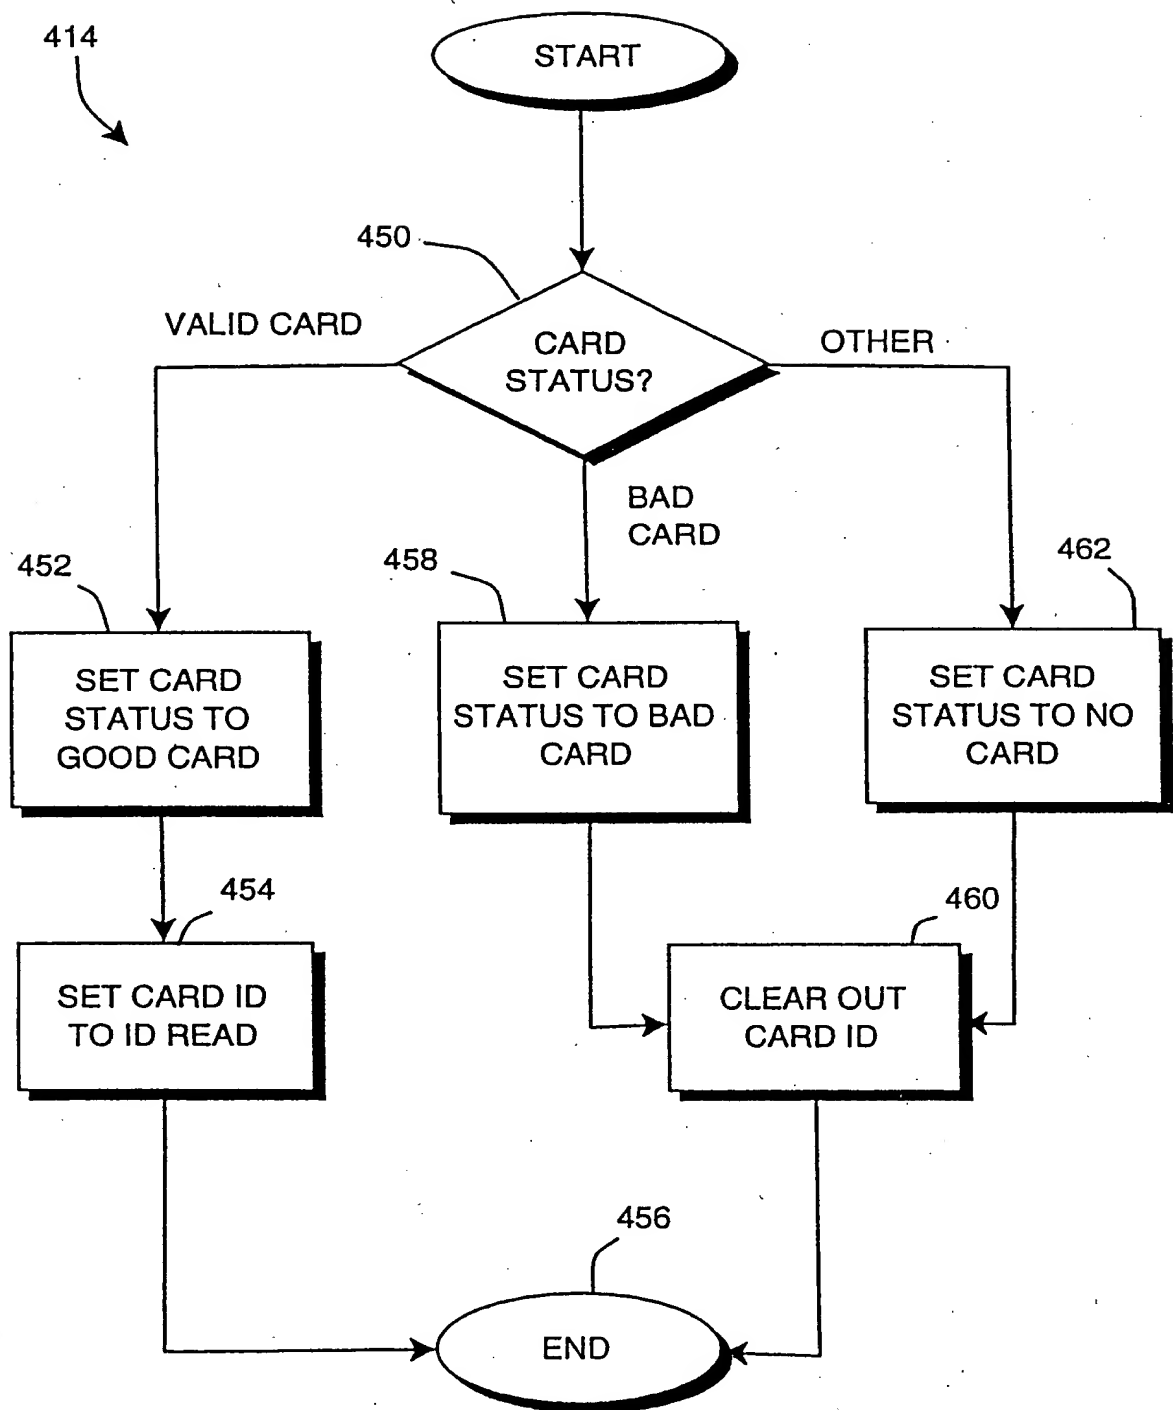 414
START
450
VALID CARD
CARD
STATUS?
OTHER
BAD
CARD
452
458
462
SET CARD
STATUS TO
GOOD CARD
SET CARD
STATUS TO BAD
CARD
SET CARD
STATUS TO NO
CARD
454
460
SET CARD ID
TO ID READ
CLEAR OUT
CARD ID
456
END